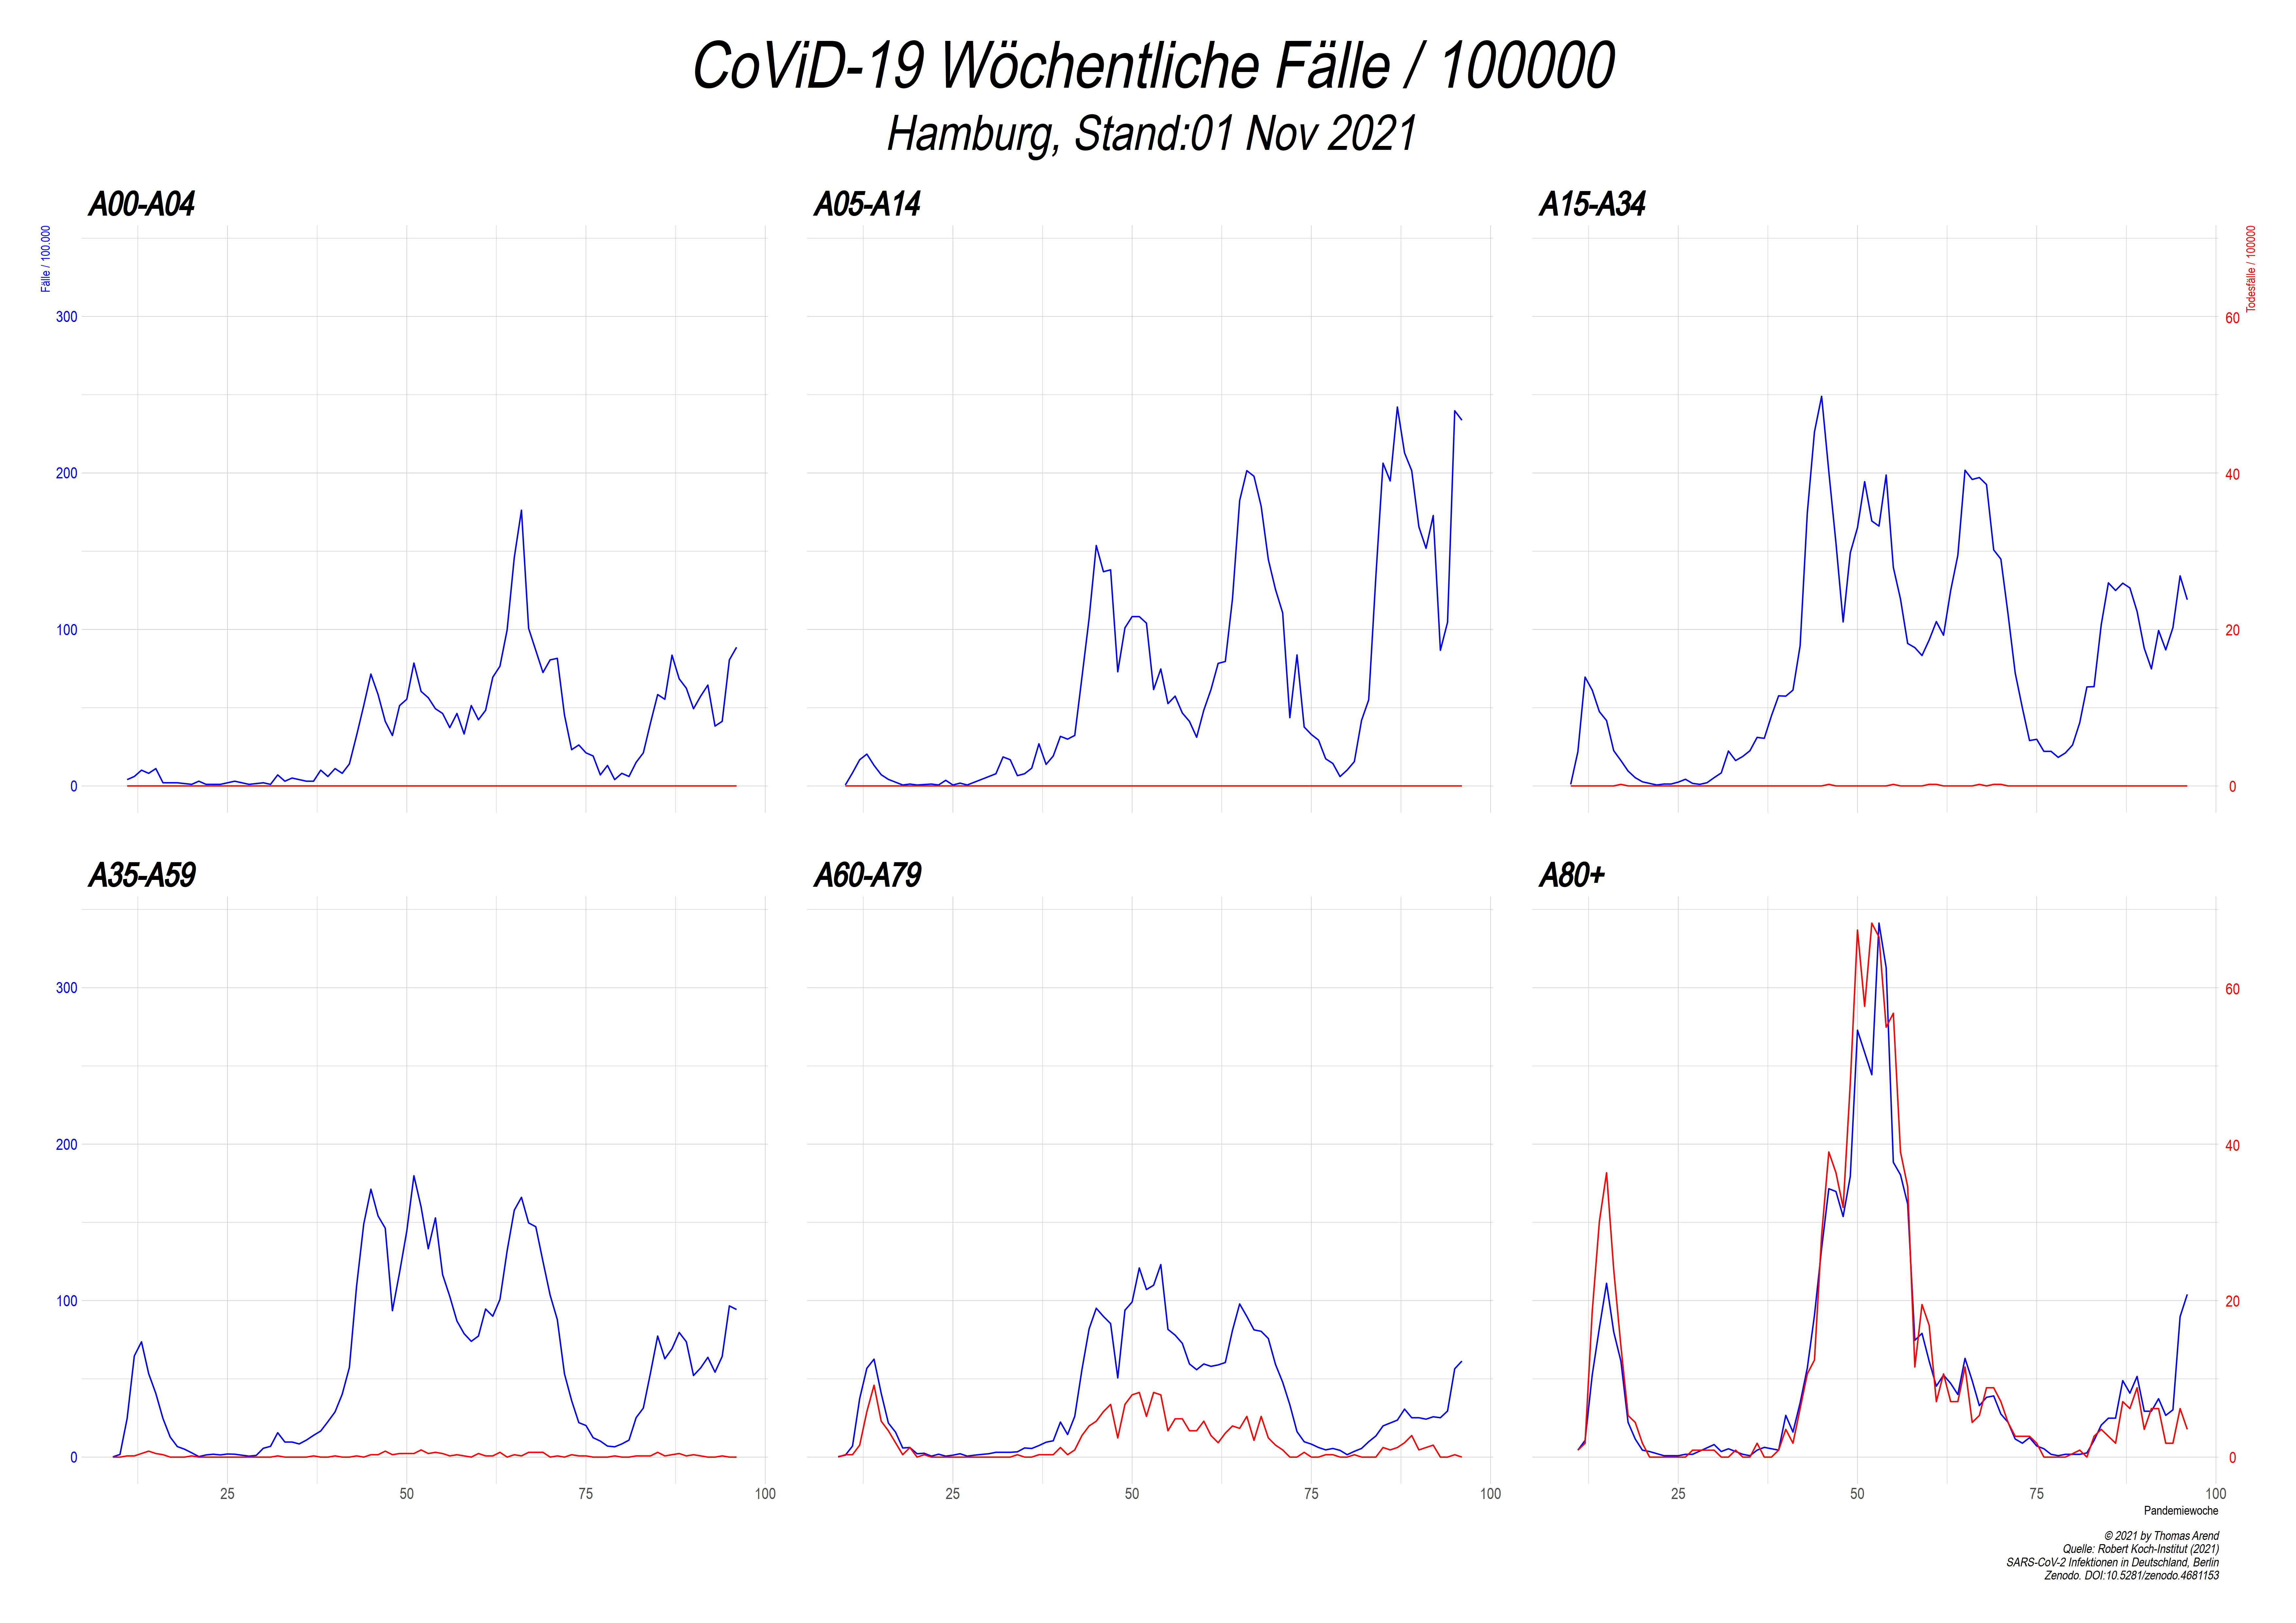 CoViD-19 Wöchentliche Fälle / 100000
Hamburg, Stand:01 Nov 2021
A00-A04
A05-A14
A15-A34
Fälle / 100.000
Todesfälle / 100000
300
200
100
0
60
40
20
0
A35-A59
A60-A79
A80+
300
200
100
0
60
40
20
0
25
50
75
100
25
50
75
100
25
50
75
100
Pandemiewoche
© 2021 by Thomas Arend
Quelle: Robert Koch-Institut (2021)
SARS-CoV-2 Infektionen in Deutschland, Berlin
Zenodo. DOI:10.5281/zenodo.4681153